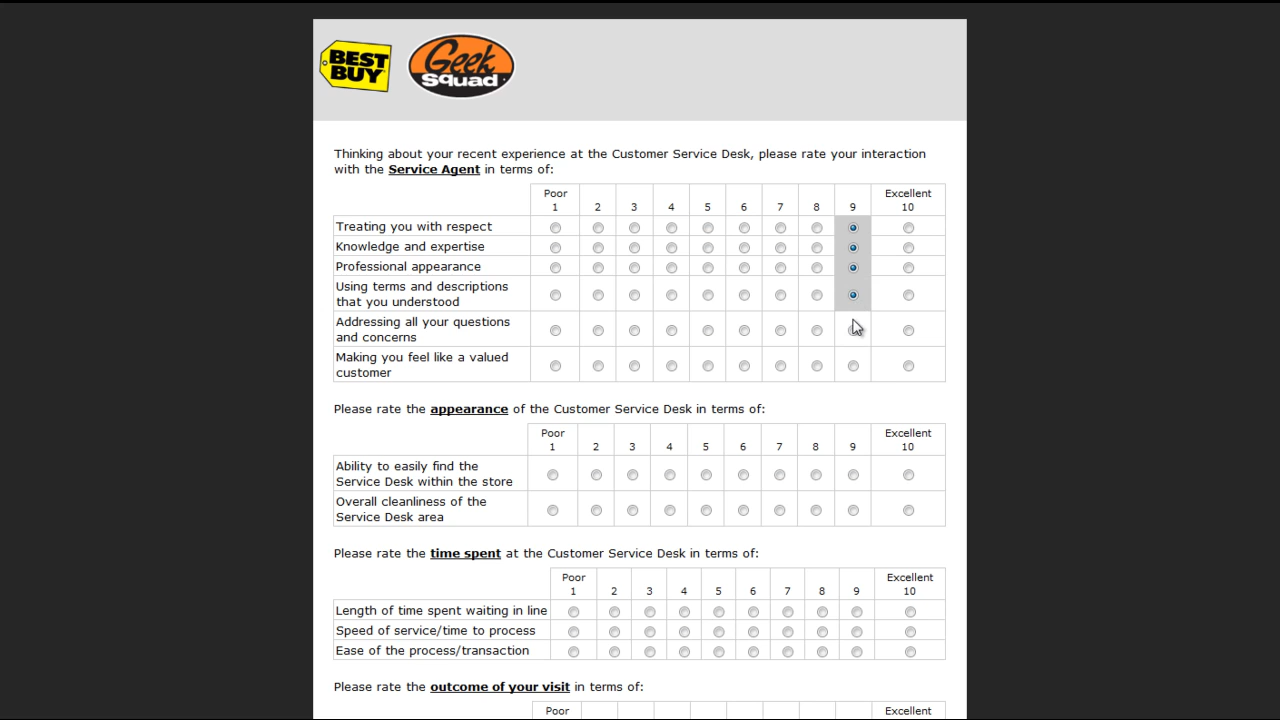 BEST
BUY
Geek
Squad
Thinking about your recent experience at the Customer Service Desk, please rate your interaction
with the Service Agent in terms of:
Poor Excellent
1 2 3 4 5 6 7 8 9 10
Treating you with respect
Knowledge and expertise
Professional appearance
Using terms and descriptions
that you understood
Addressing all your questions
and concerns
Making you feel like a valued
customer
Please rate the appearance of the Customer Service Desk in terms of:
Poor Excellent
1 2 3 4 5 6 7 8 9 10
Ability to easily find the
Service Desk within the store
Overall cleanliness of the
Service Desk area
Please rate the time spent at the Customer Service Desk in terms of:
Poor Excellent
1 2 3 4 5 6 7 8 9 10
Length of time spent waiting in line
Speed of service/time to process
Ease of the process/transaction
Please rate the outcome of your visit in terms of:
Poor Excellent